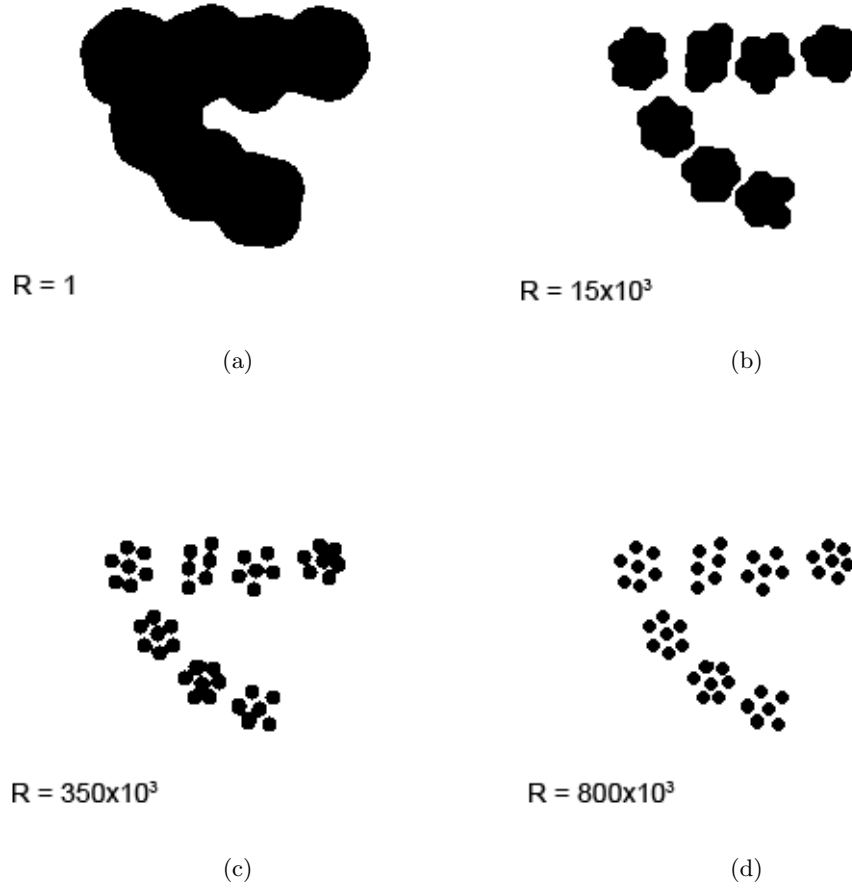 R = 1
R = 15x10³
(a)
(b)
R = 350x10³
R = 800x10³
(c)
(d)